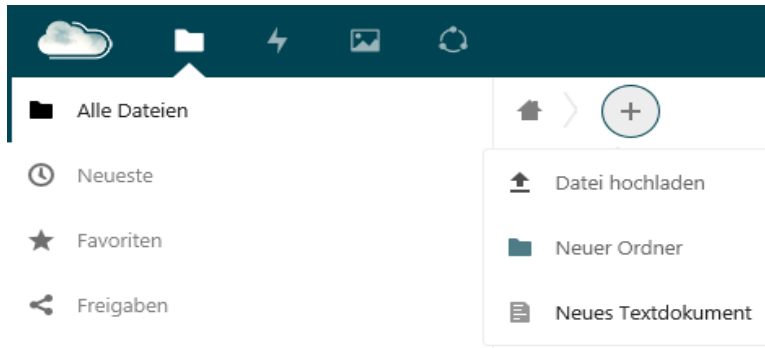 Alle Dateien
Neueste
Favoriten
Freigaben
Datei hochladen
Neuer Ordner
Neues Textdokument